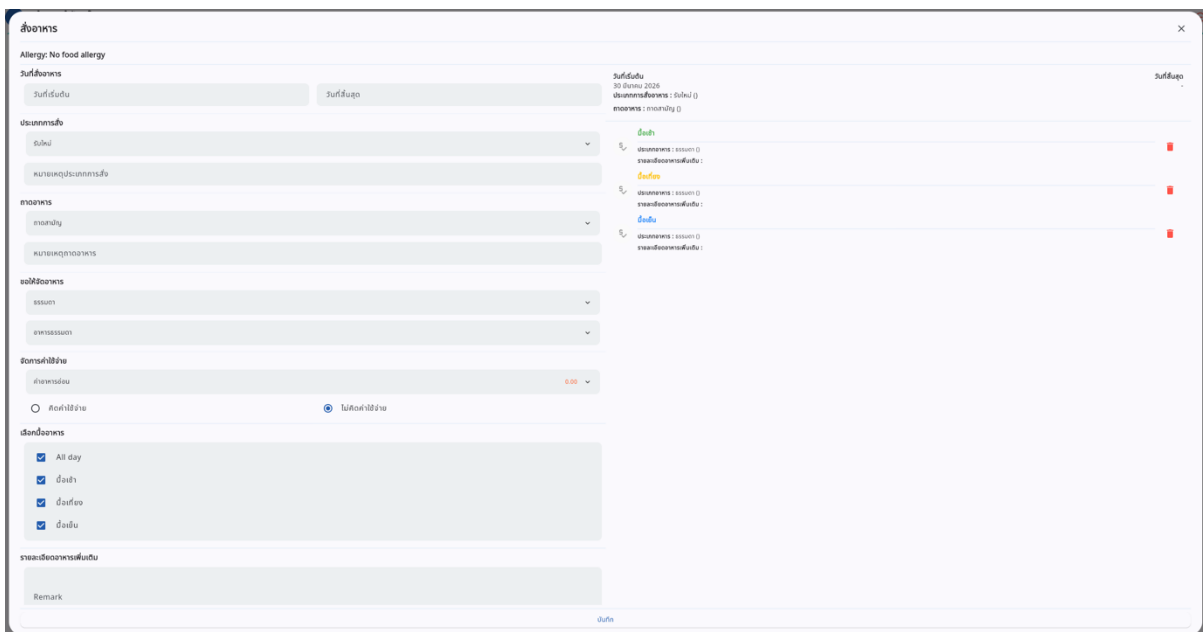 สั่งอาหาร
Allergy: No food allergy
วันที่สั่งอาหาร
วันที่เริ่มต้น
วันที่สิ้นสุด
ประเภทการสั่ง
รับใหม่
หมายเหตุประเภทการสั่ง
ถาดอาหาร
ถาดสามัญ
หมายเหตุถาดอาหาร
ขอให้จัดอาหาร
ธรรมดา
อาหารธรรมดา
จัดการค่าใช้จ่าย
ค่าอาหารอ่อน 0.00
คิดค่าใช้จ่าย
ไม่คิดค่าใช้จ่าย
เลือกมื้ออาหาร
All day
มื้อเช้า
มื้อเที่ยง
มื้อเย็น
รายละเอียดอาหารเพิ่มเติม
Remark
วันที่เริ่มต้น
30 มีนาคม 2026
วันที่สิ้นสุด
-
ประเภทการสั่งอาหาร : รับใหม่ ()
ถาดอาหาร : ถาดสามัญ ()
มื้อเช้า
ประเภทอาหาร : ธรรมดา ()
รายละเอียดอาหารเพิ่มเติม :
มื้อเที่ยง
ประเภทอาหาร : ธรรมดา ()
รายละเอียดอาหารเพิ่มเติม :
มื้อเย็น
ประเภทอาหาร : ธรรมดา ()
รายละเอียดอาหารเพิ่มเติม :
บันทึก